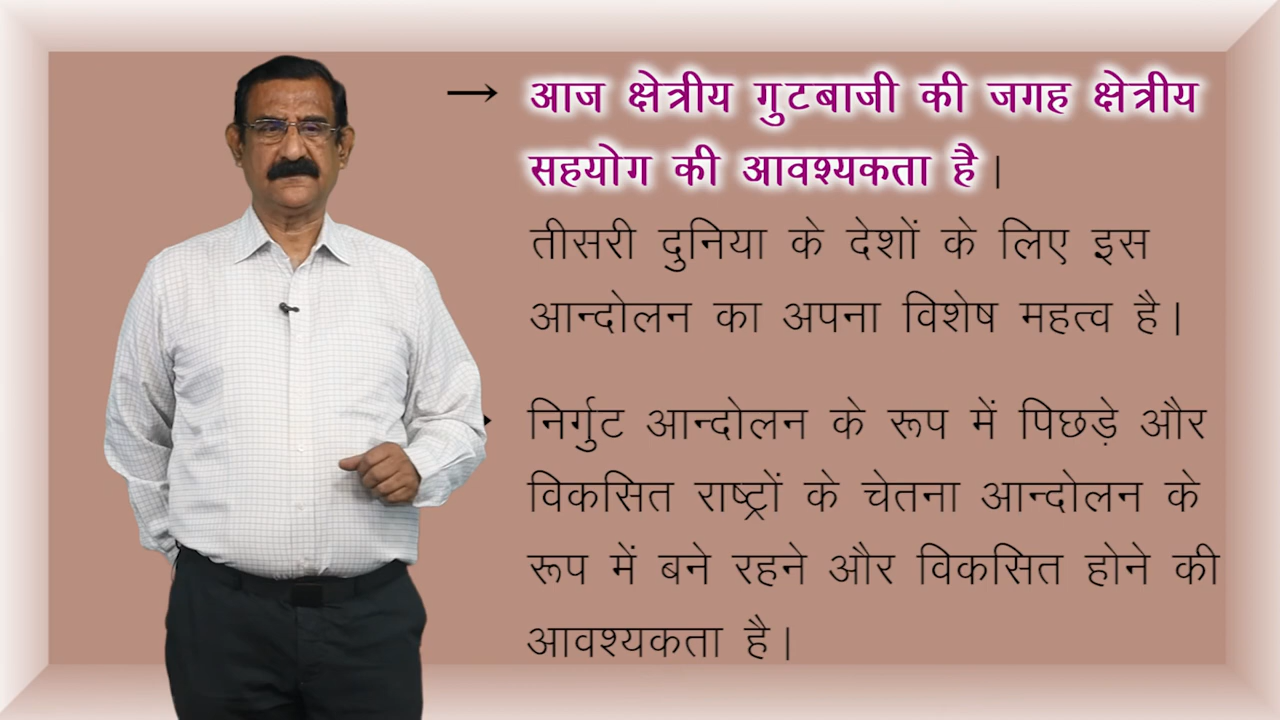 → आज क्षेत्रीय गुटबाजी की जगह क्षेत्रीय
सहयोग की आवश्यकता है।
तीसरी दुनिया के देशों के लिए इस
आन्दोलन का अपना विशेष महत्व है।
निर्गुट आन्दोलन के रूप में पिछड़े और
विकसित राष्ट्रों के चेतना आन्दोलन के
रूप में बने रहने और विकसित होने की
आवश्यकता है।